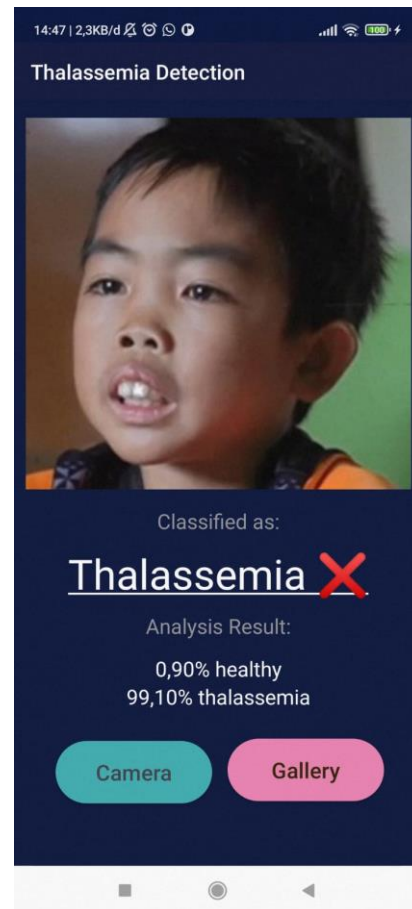 14:47 | 2,3KB/d 100
Thalassemia Detection
Classified as:
Thalassemia ❌
Analysis Result:
0,90% healthy
99,10% thalassemia
Camera
Gallery